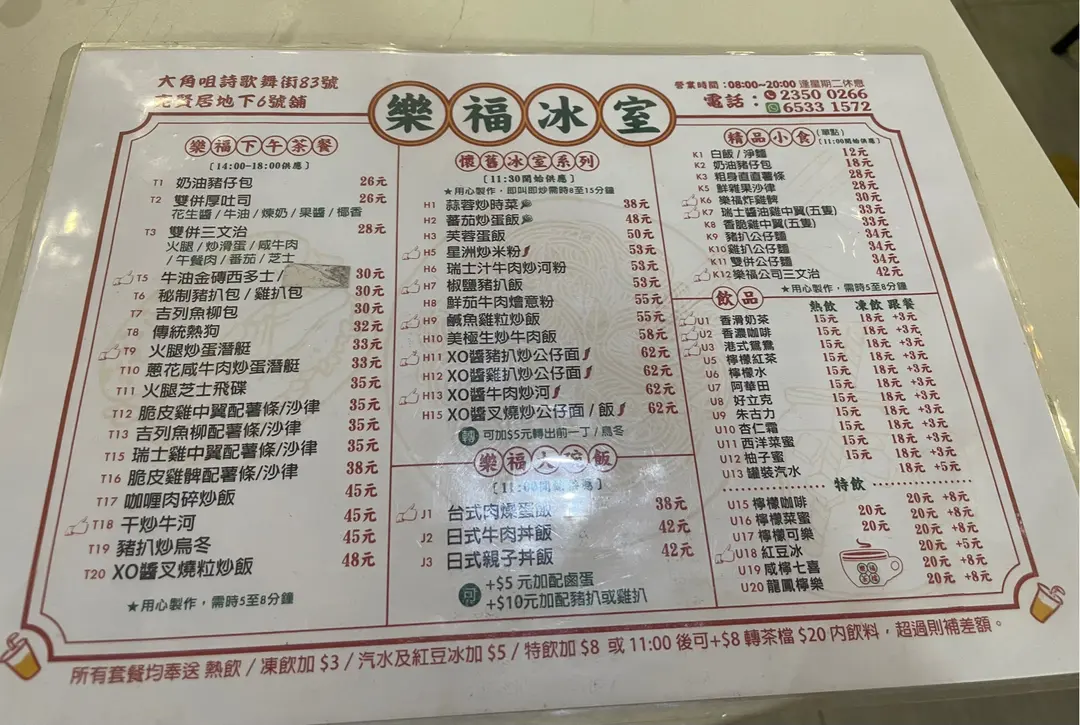 大角咀詩歌舞街83號
賢居地下6號舖
樂福冰室
營業時間：08:00~20:00 逢星期二休息
電話：2350 0266
6533 1572
樂福下午茶餐
[14:00-18:00供應]
T1 奶油豬仔包 26元
T2 雙併厚吐司 26元
花生醬/牛油/煉奶/果醬/椰香
T3 雙併三文治 28元
火腿/炒滑蛋/咸牛肉
/午餐肉/番茄/芝士
T5 牛油金磚西多士/ 30元
T6 秘制豬扒包/雞扒包 30元
T7 吉列魚柳包 30元
T8 傳統熱狗 32元
T9 火腿炒蛋潛艇 33元
T10 蔥花咸牛肉炒蛋潛艇 33元
T11 火腿芝士飛碟 35元
T12 脆皮雞中翼配薯條/沙律 35元
T13 吉列魚柳配薯條/沙律 35元
T15 瑞士雞中翼配薯條/沙律 35元
T16 脆皮雞髀配薯條/沙律 38元
T17 咖喱肉碎炒飯 45元
T18 干炒牛河 45元
T19 豬扒炒烏冬 45元
T20 XO醬叉燒粒炒飯 48元
★用心製作，需時5至8分鐘
懷舊冰室系列
[11:30開始供應]
★用心製作，即叫即炒需時8至15分鐘
H1 蒜蓉炒時菜 38元
H2 蕃茄炒蛋飯 48元
H3 芙蓉蛋飯 50元
H5 星洲炒米粉 53元
H6 瑞士汁牛肉炒河粉 53元
H7 椒鹽豬扒飯 53元
H8 鮮茄牛肉燴意粉 55元
H9 鹹魚雞粒炒飯 55元
H10 美極生炒牛肉飯 58元
H11 XO醬豬扒炒公仔面 62元
H12 XO醬雞扒炒公仔面 62元
H13 XO醬牛肉炒河 62元
H15 XO醬叉燒炒公仔面/飯 62元
轉 可加$5元轉出前一丁/烏冬
樂福大碗飯
[11:00開始供應]
J1 台式肉燥蛋飯 38元
J2 日式牛肉丼飯 42元
J3 日式親子丼飯 42元
可 +$5 元加配鹵蛋
+$10元加配豬扒或雞扒
精品小食 (單點)
[11:00開始供應]
K1 白飯/淨麵 12元
K2 奶油豬仔包 18元
K3 粗身直直薯條 28元
K5 鮮雜果沙律 28元
K6 樂福炸雞髀 30元
K7 瑞士醬油雞中翼(五隻) 33元
K8 香脆雞中翼(五隻) 33元
K9 豬扒公仔麵 34元
K10 雞扒公仔麵 34元
K11 雙併公仔麵 34元
K12 樂福公司三文治 42元
★用心製作，需時5至8分鐘
飲品 熱飲 凍飲 跟餐
U1 香滑奶茶 15元 18元 +3元
U2 香濃咖啡 15元 18元 +3元
U3 港式鴛鴦 15元 18元 +3元
U5 檸檬紅茶 15元 18元 +3元
U6 檸檬水 15元 18元 +3元
U7 阿華田 15元 18元 +3元
U8 好立克 15元 18元 +3元
U9 朱古力 15元 18元 +3元
U10 杏仁霜 15元 18元 +3元
U11 西洋菜蜜 15元 18元 +3元
U12 柚子蜜 15元 18元 +3元
U13 罐裝汽水 18元 +5元
特飲
U15 檸檬咖啡 20元 20元 +8元
U16 檸檬菜蜜 20元 20元 +8元
U17 檸檬可樂 20元 +8元
U18 紅豆冰 20元 +5元
U19 咸檸七喜 20元 +8元
U20 龍鳳檸樂 20元 +8元
所有套餐均奉送 熱飲/凍飲加 $3/汽水及紅豆冰加 $5/特飲加 $8 或 11:00 後可+$8 轉茶檔 $20 內飲料，超過則補差額。